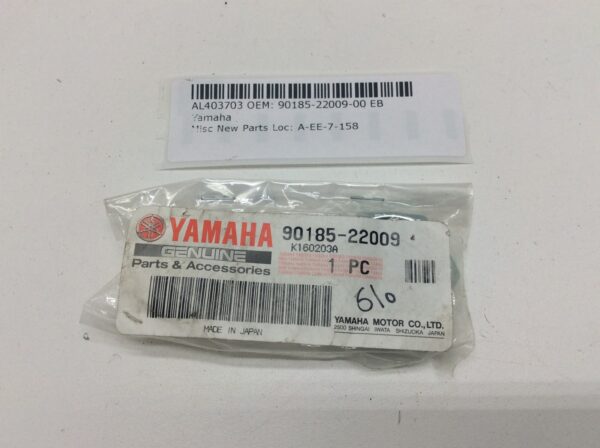 AL403703 OEM: 90185-22009-00 EB
Yamaha
Misc New Parts Loc: A-EE-7-158
YAMAHA 90185-22009
GENUINE K160203A
Parts & Accessories 1 PC
610
MADE IN JAPAN
YAMAHA MOTOR CO., LTD.
2500 SHINGAI IWATA SHIZUOKA JAPAN